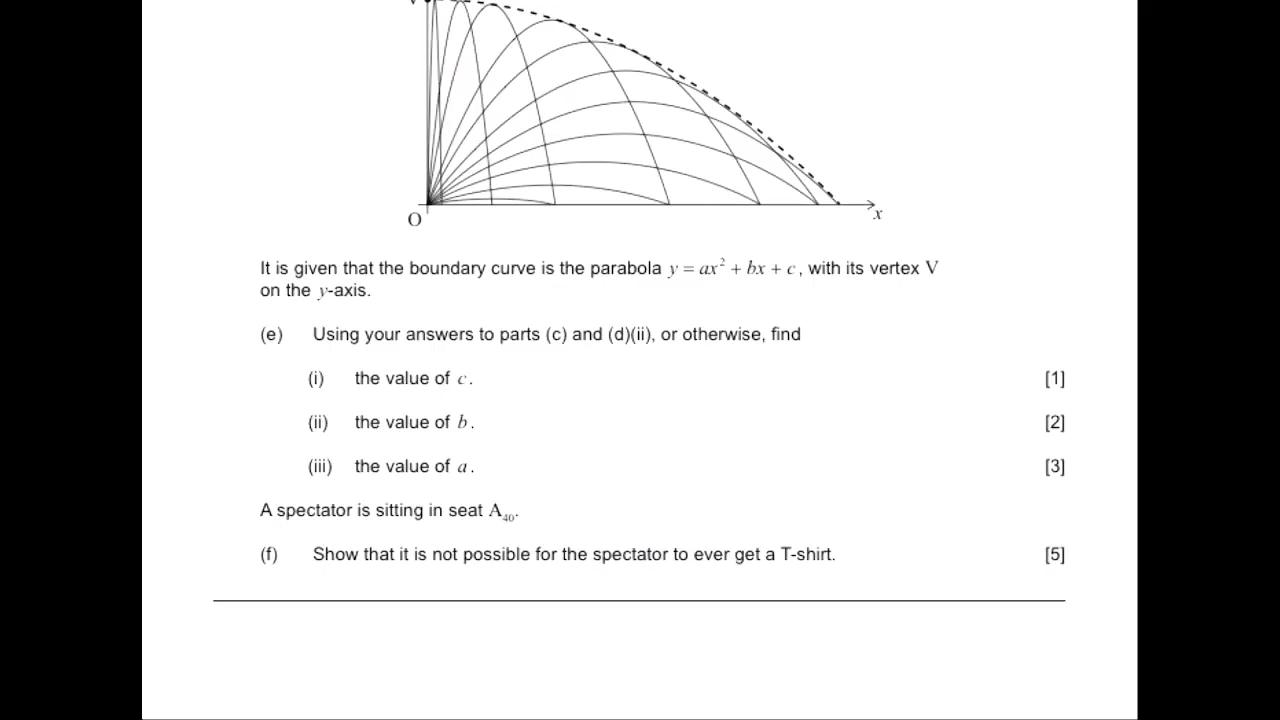 O
x
It is given that the boundary curve is the parabola y = ax² + bx + c, with its vertex V
on the y-axis.
(e) Using your answers to parts (c) and (d)(ii), or otherwise, find
(i) the value of c. [1]
(ii) the value of b. [2]
(iii) the value of a. [3]
A spectator is sitting in seat A₄₀.
(f) Show that it is not possible for the spectator to ever get a T-shirt. [5]